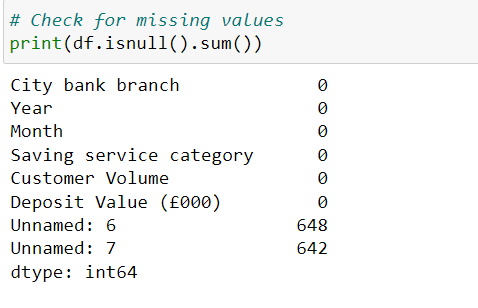 # Check for missing values
print(df.isnull().sum())
City bank branch 0
Year 0
Month 0
Saving service category 0
Customer Volume 0
Deposit Value (£000) 0
Unnamed: 6 648
Unnamed: 7 642
dtype: int64